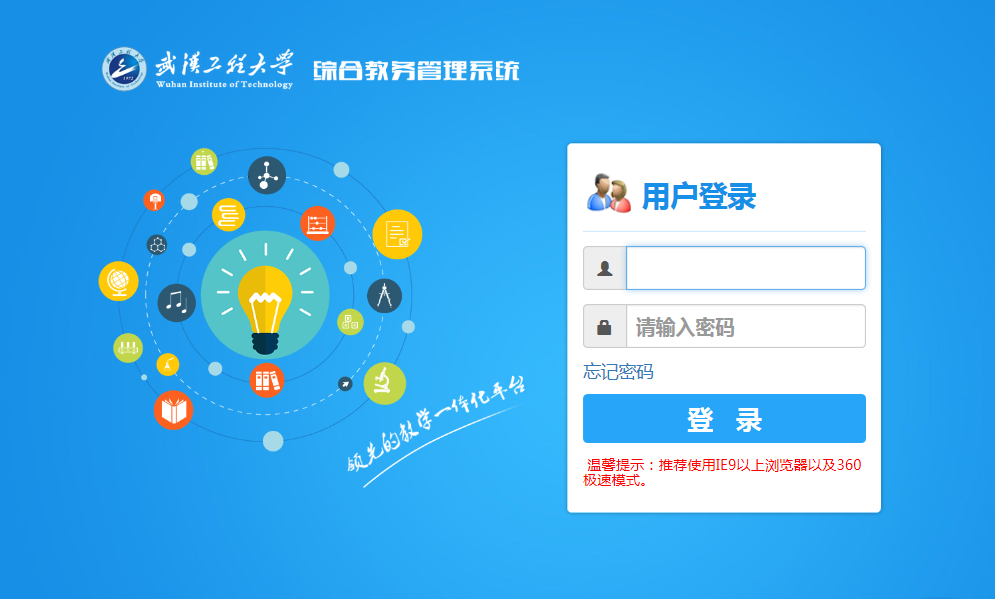 武汉工程大学
Wuhan Institute of Technology
综合教务管理系统
领先的教学一体化平台
用户登录
请输入密码
忘记密码
登 录
温馨提示：推荐使用IE9以上浏览器以及360
极速模式。